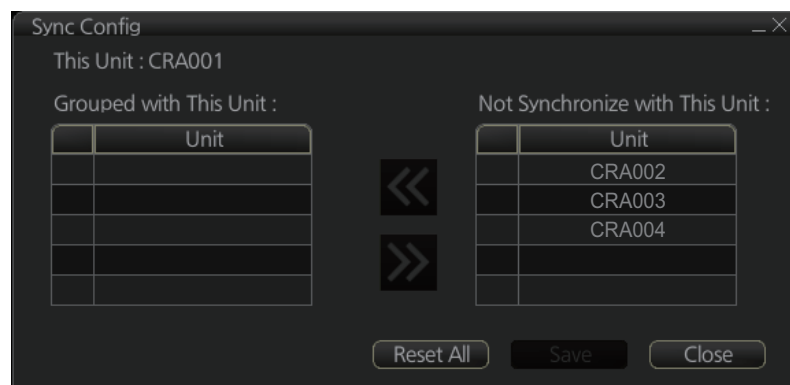 Sync Config
This Unit : CRA001
Grouped with This Unit :
Not Synchronize with This Unit :
Unit
Unit
CRA002
CRA003
CRA004
Reset All
Save
Close